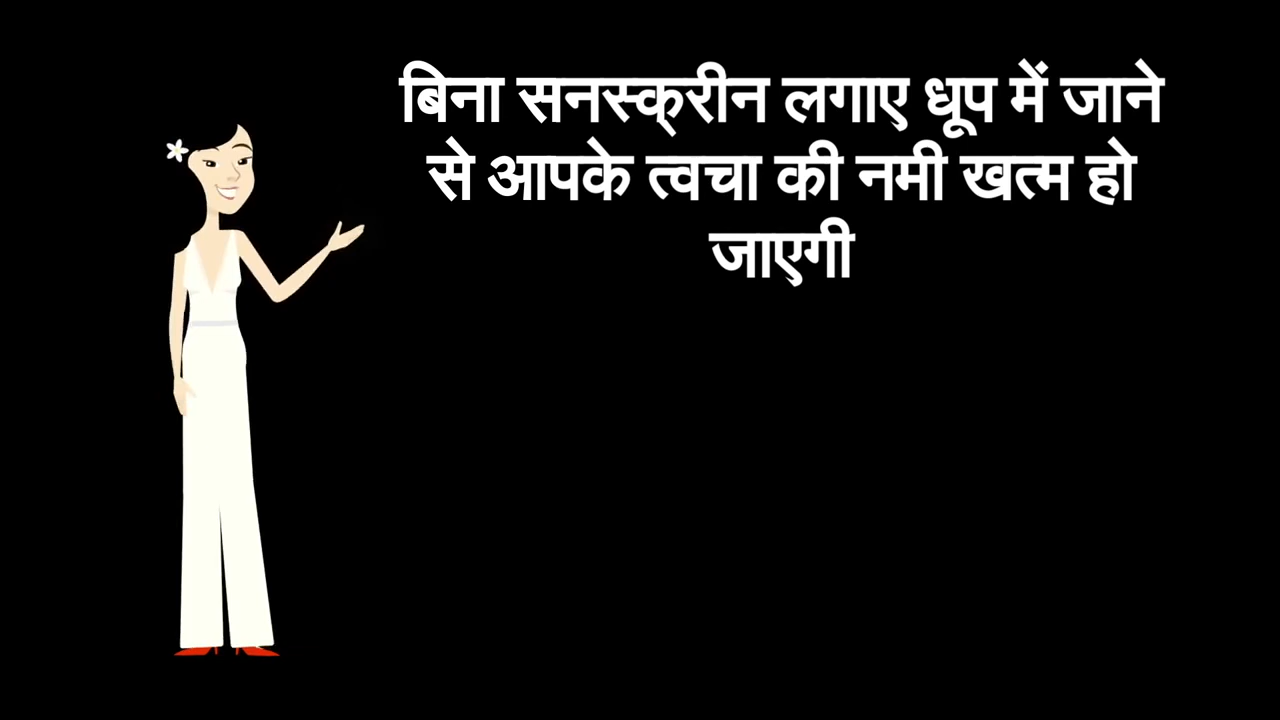 बिना सनस्क्रीन लगाए धूप में जाने
से आपके त्वचा की नमी खत्म हो
जाएगी